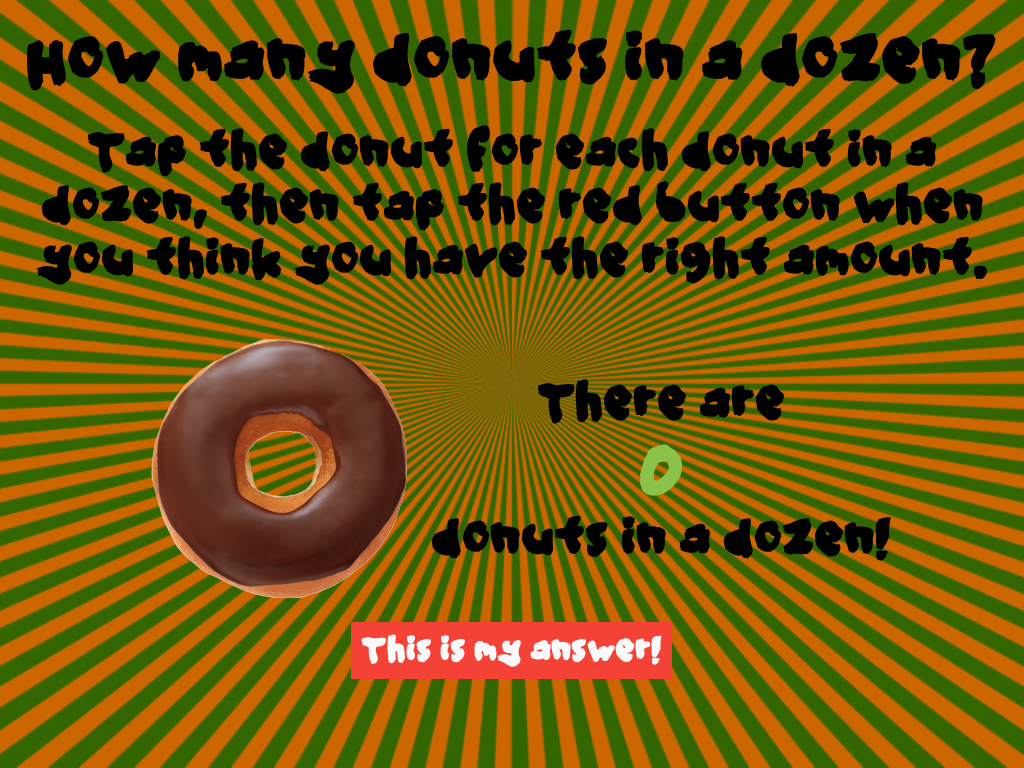 How many donuts in a dozen?
Tap the donut for each donut in a
dozen, then tap the red button when
you think you have the right amount.
There are
0
donuts in a dozen!
This is my answer!